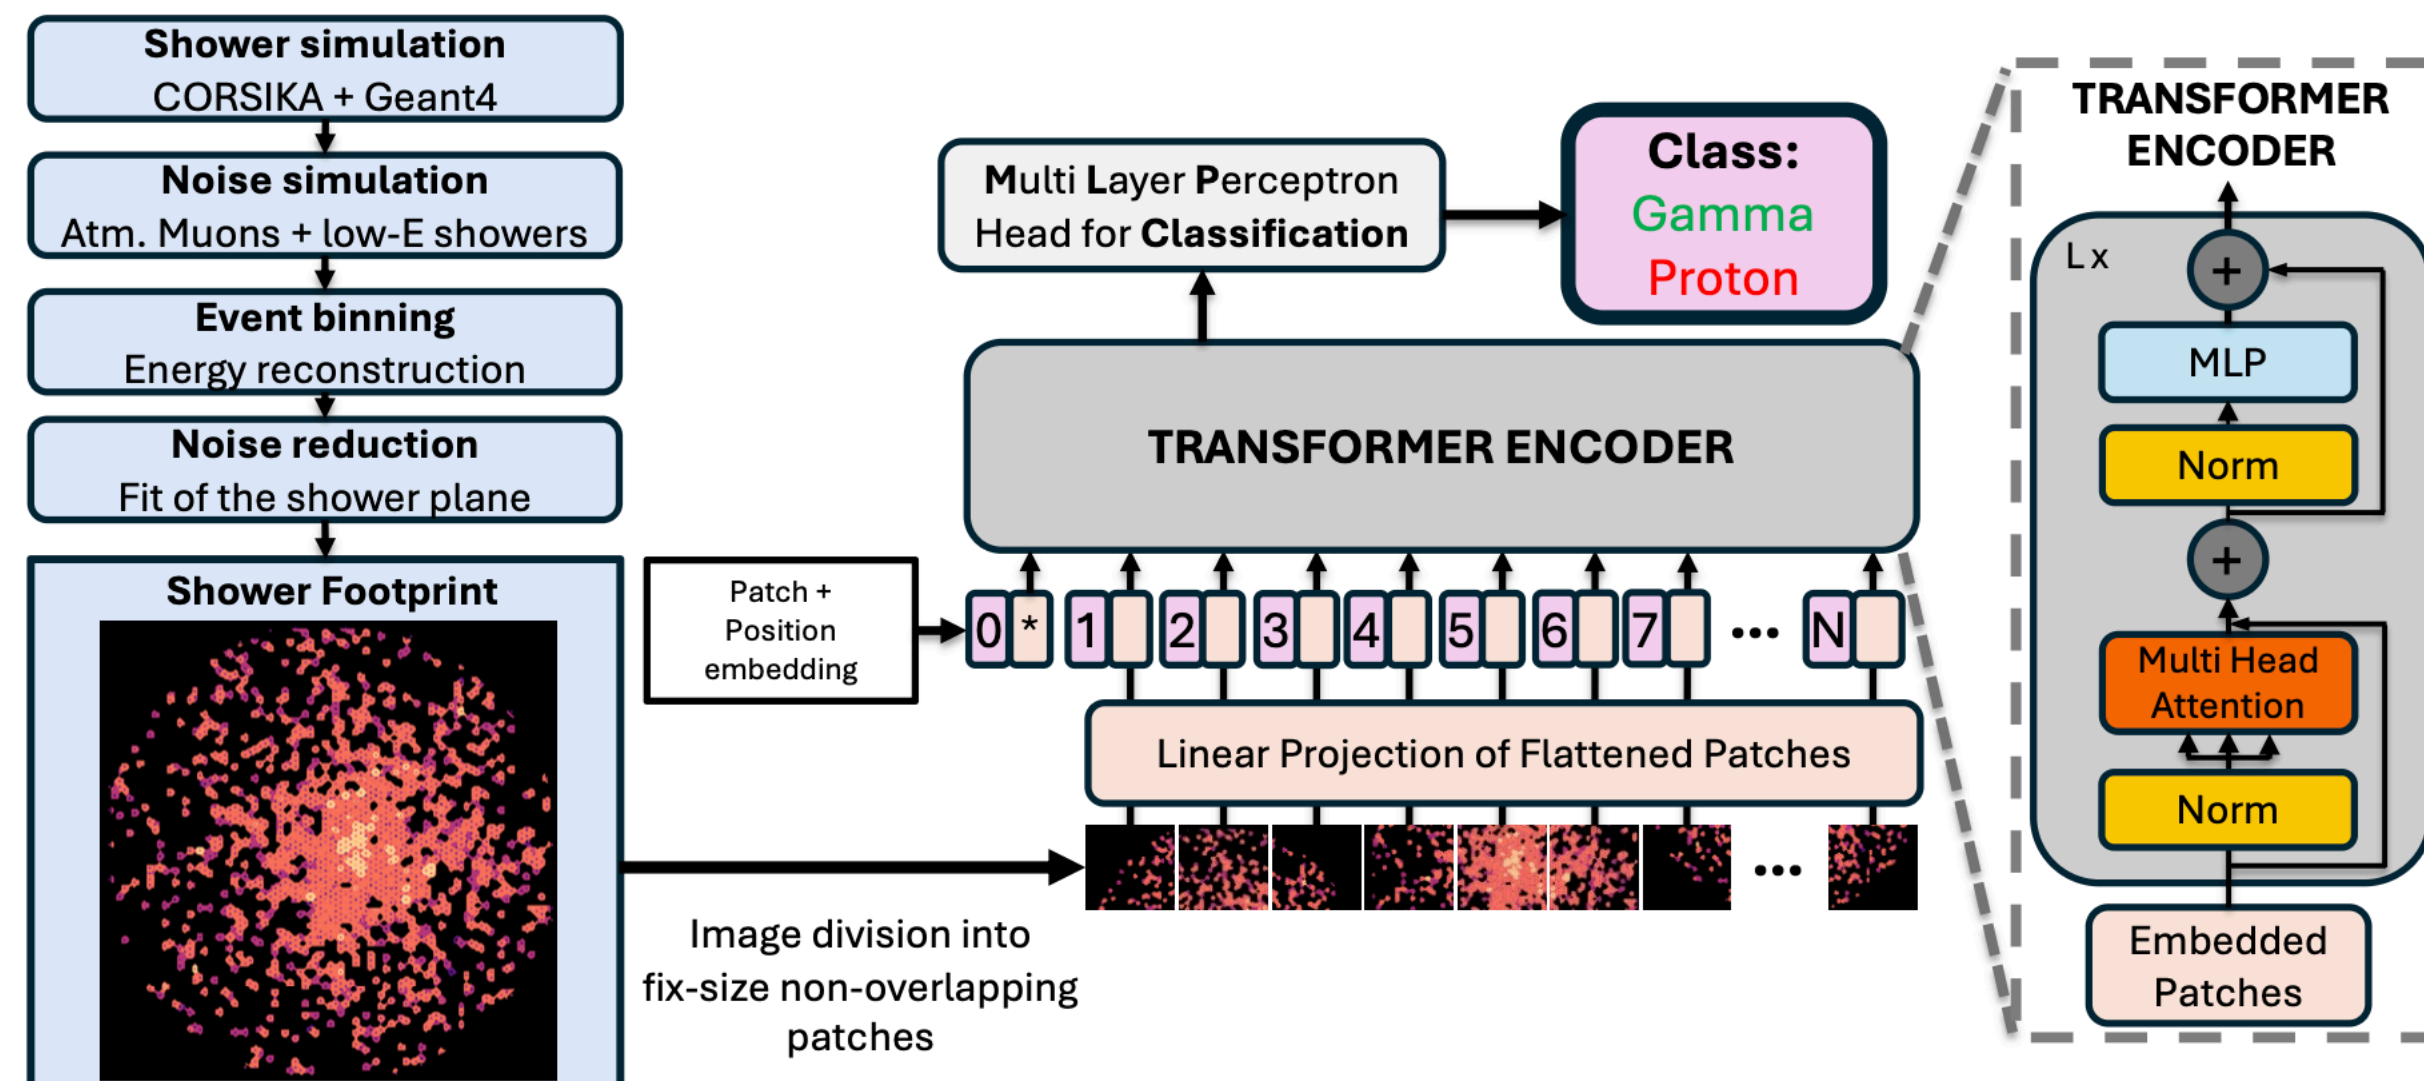 Shower simulation
CORSIKA + Geant4
Noise simulation
Atm. Muons + low-E showers
Event binning
Energy reconstruction
Noise reduction
Fit of the shower plane
Shower Footprint
Multi Layer Perceptron
Head for Classification
Class:
Gamma
Proton
TRANSFORMER ENCODER
Patch +
Position
embedding
0 * 1 2 3 4 5 6 7 ... N
Linear Projection of Flattened Patches
...
Image division into
fix-size non-overlapping
patches
TRANSFORMER
ENCODER
L x
+
MLP
Norm
+
Multi Head
Attention
Norm
Embedded
Patches